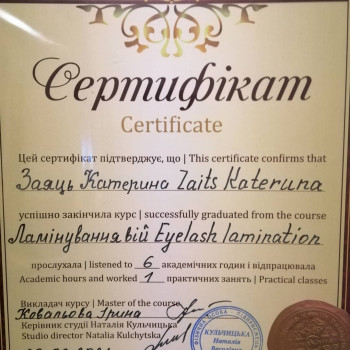 Сертифікат
Certificate
Цей сертифікат підтверджує, що | This certificate confirms that
Заяць Катерина Zaits Kateruna
успішно закінчила курс | successfully graduated from the course
Ламінування вій Eyelash lamination
прослухала | listened to 6 академічних годин і відпрацювала
Academic hours and worked 1 практичних занять | Practical classes
Викладач курсу | Master of the course
Ковальова Ірина
Керівник студії Наталія Кульчицька
Studio director Natalia Kulchytska
КУЛЬЧИЦЬКА
Наталія